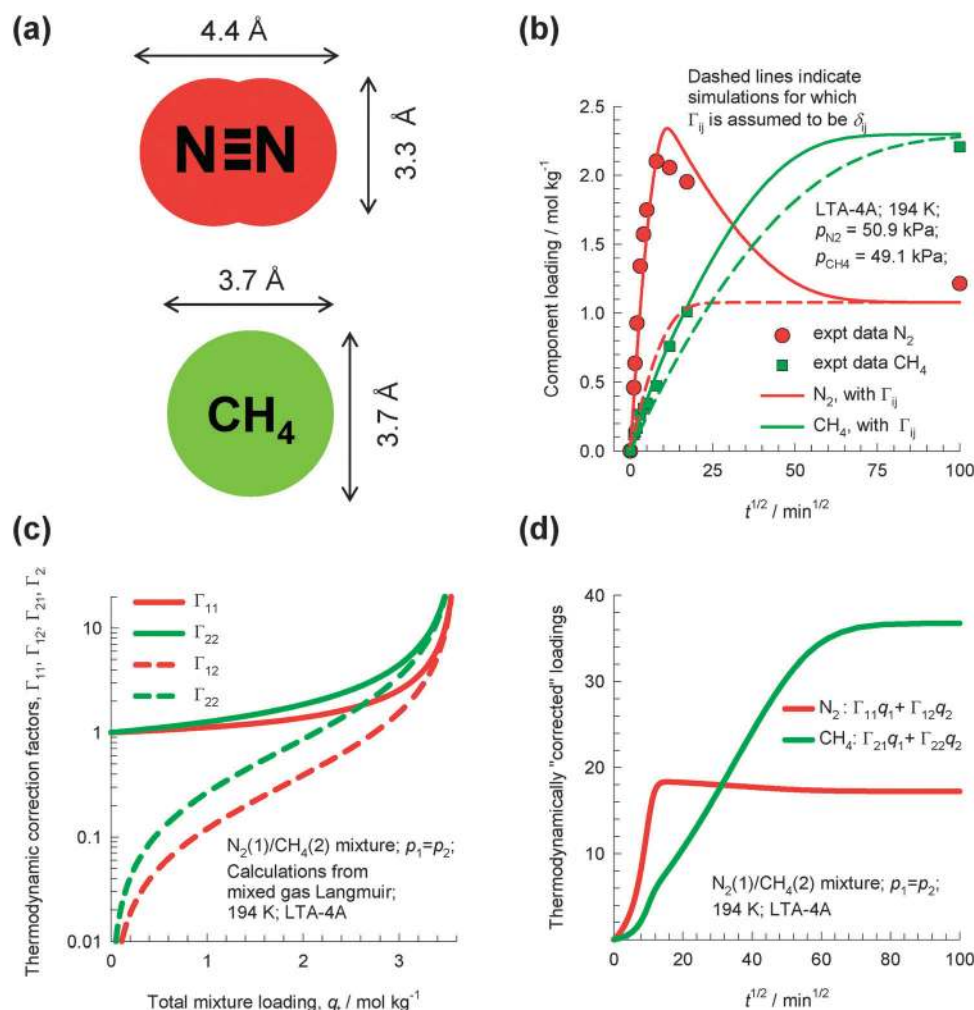 (a)
4.4 Å
N≡N
3.3 Å
3.7 Å
CH₄
3.7 Å
(b)
Dashed lines indicate
simulations for which
Γij is assumed to be δij
Component loading / mol kg⁻¹
2.5
2.0
1.5
1.0
0.5
0.0
LTA-4A; 194 K;
pN2 = 50.9 kPa;
pCH4 = 49.1 kPa;
expt data N₂
expt data CH₄
N₂, with Γij
CH₄, with Γij
0 25 50 75 100
t^1/2 / min^1/2
(c)
Thermodynamic correction factors, Γ₁₁, Γ₁₂, Γ₂₁, Γ₂
10
1
0.1
0.01
Γ₁₁
Γ₂₂
Γ₁₂
Γ₂₂
N₂(1)/CH₄(2) mixture; p₁=p₂;
Calculations from
mixed gas Langmuir;
194 K; LTA-4A
0 1 2 3
Total mixture loading, qt / mol kg⁻¹
(d)
Thermodynamically "corrected" loadings
40
30
20
10
0
N₂ : Γ₁₁q₁+ Γ₁₂q₂
CH₄: Γ₂₁q₁+ Γ₂₂q₂
N₂(1)/CH₄(2) mixture; p₁=p₂;
194 K; LTA-4A
0 20 40 60 80 100
t^1/2 / min^1/2